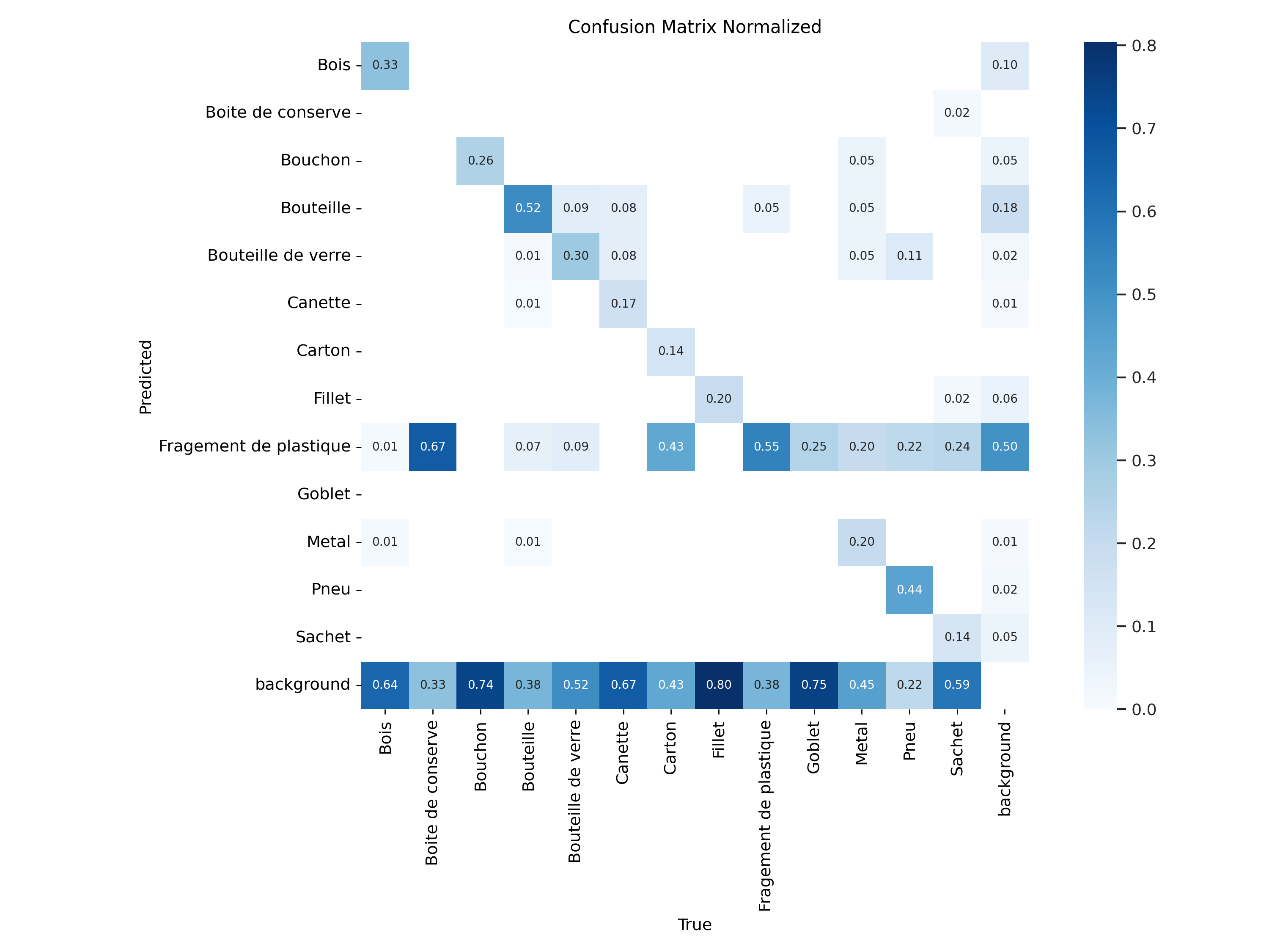 Confusion Matrix Normalized
Predicted
Bois 0.33 0.10
Boite de conserve 0.02
Bouchon 0.26 0.05 0.05
Bouteille 0.52 0.09 0.08 0.05 0.05 0.18
Bouteille de verre 0.01 0.30 0.08 0.05 0.11 0.02
Canette 0.01 0.17 0.01
Carton 0.14
Fillet 0.20 0.02 0.06
Fragement de plastique 0.01 0.67 0.07 0.09 0.43 0.55 0.25 0.20 0.22 0.24 0.50
Goblet
Metal 0.01 0.01 0.20 0.01
Pneu 0.44 0.02
Sachet 0.14 0.05
background 0.64 0.33 0.74 0.38 0.52 0.67 0.43 0.80 0.38 0.75 0.45 0.22 0.59
Bois
Boite de conserve
Bouchon
Bouteille
Bouteille de verre
Canette
Carton
Fillet
Fragement de plastique
Goblet
Metal
Pneu
Sachet
background
True
0.8
0.7
0.6
0.5
0.4
0.3
0.2
0.1
0.0